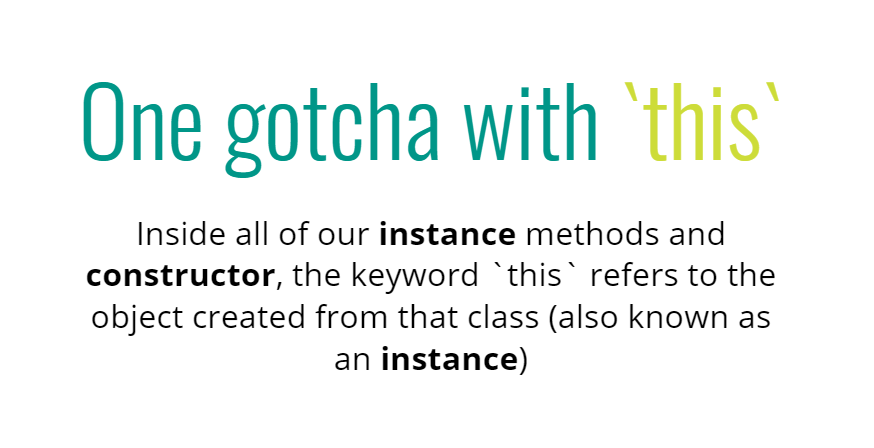 One gotcha with `this`
Inside all of our instance methods and
constructor, the keyword `this` refers to the
object created from that class (also known as
an instance)